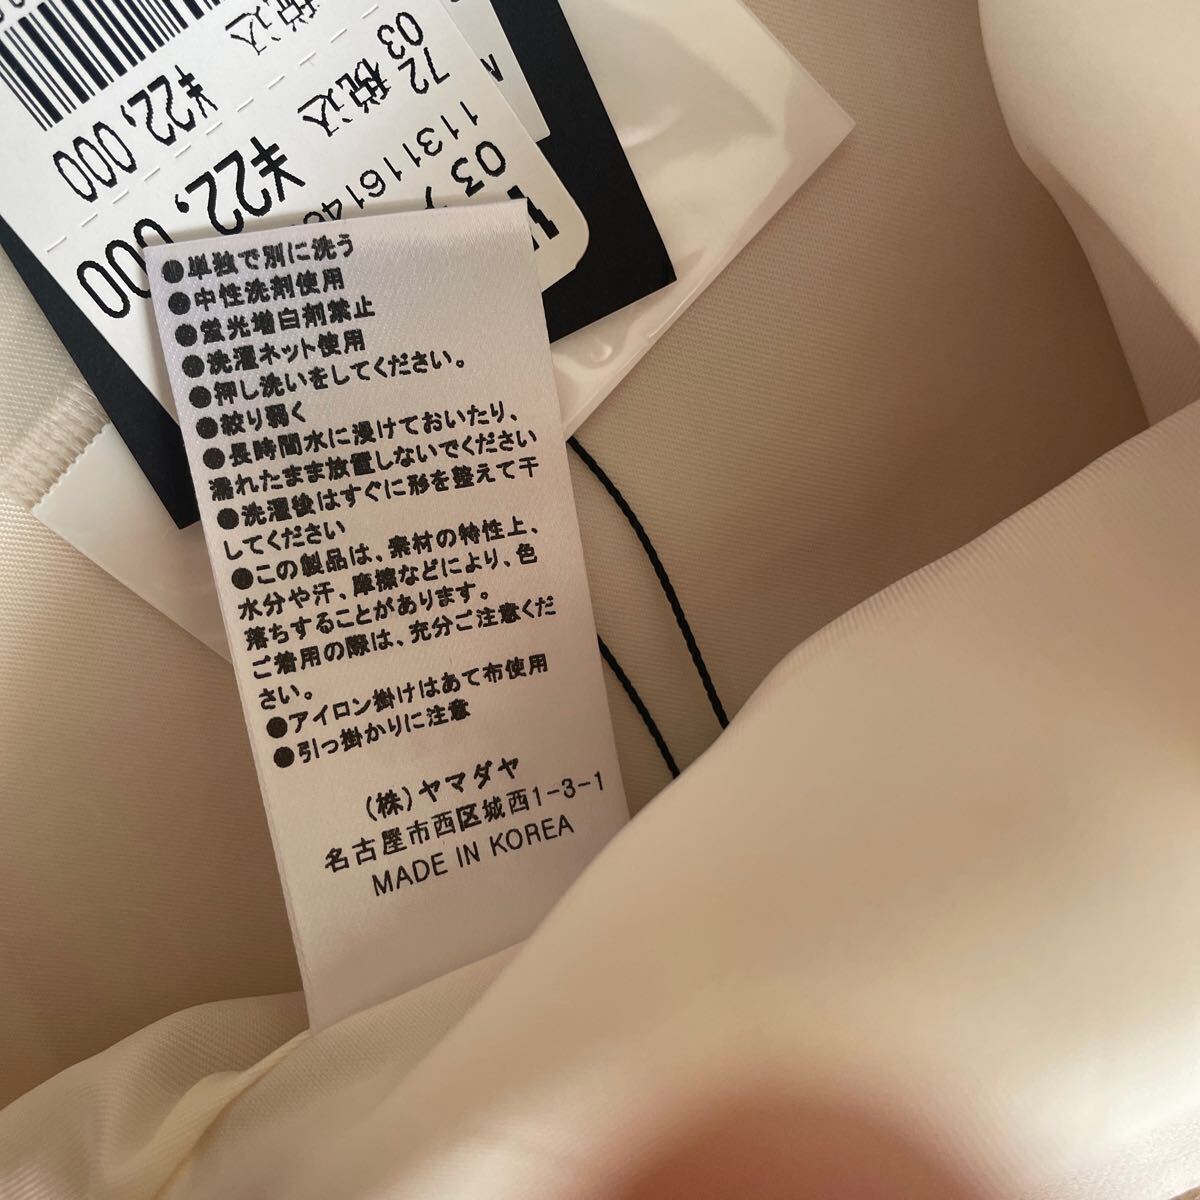 ●単独で別に洗う
●中性洗剤使用
●蛍光増白剤禁止
●洗濯ネット使用
●押し洗いをしてください。
●絞り弱く
●長時間水に浸けておいたり、
濡れたまま放置しないでください
●洗濯後はすぐに形を整えて干
してください
●この製品は、素材の特性上、
水分や汗、摩擦などにより、色
落ちすることがあります。
ご着用の際は、充分ご注意くだ
さい。
●アイロン掛けはあて布使用
●引っ掛かりに注意
(株)ヤマダヤ
名古屋市西区城西1-3-1
MADE IN KOREA
03
72
03
税込
¥22,000
税込
¥22,000